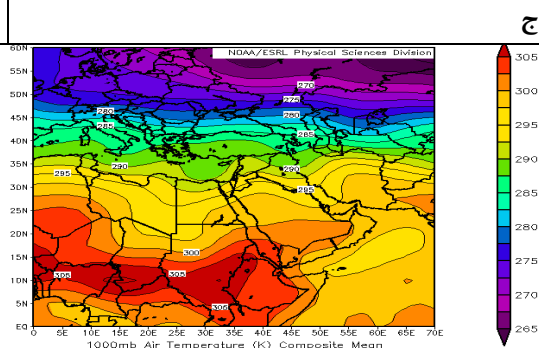 ج
NOAA/ESRL Physical Sciences Division
60N
55N
50N
45N
40N
35N
30N
25N
20N
15N
10N
5N
EQ
270
275
280
280
285
285
290
290
295
295
300
305
305
305
0 5E 10E 15E 20E 25E 30E 35E 40E 45E 50E 55E 60E 65E 70E
1000mb Air Temperature (K) Composite Mean
305
300
295
290
285
280
275
270
265